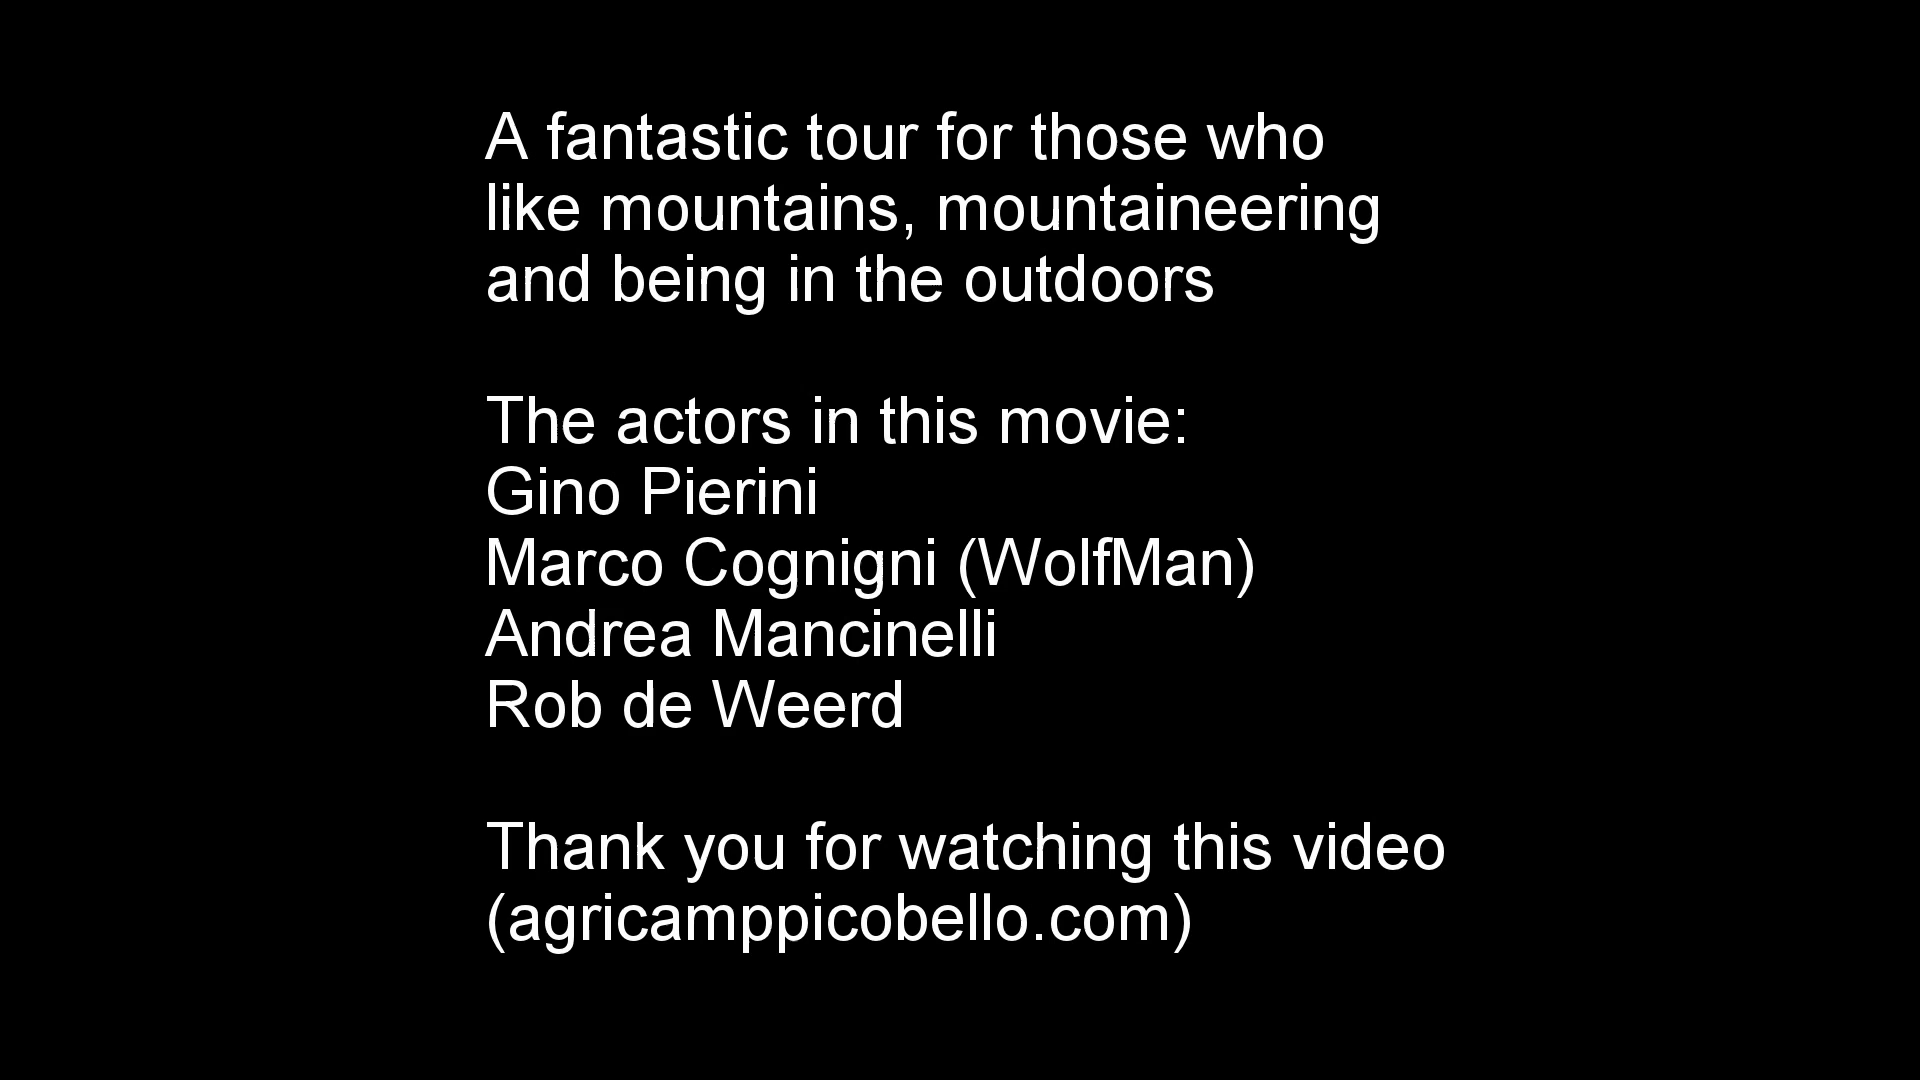 A fantastic tour for those who
like mountains, mountaineering
and being in the outdoors
The actors in this movie:
Gino Pierini
Marco Cognigni (WolfMan)
Andrea Mancinelli
Rob de Weerd
Thank you for watching this video
(agricamppicobello.com)